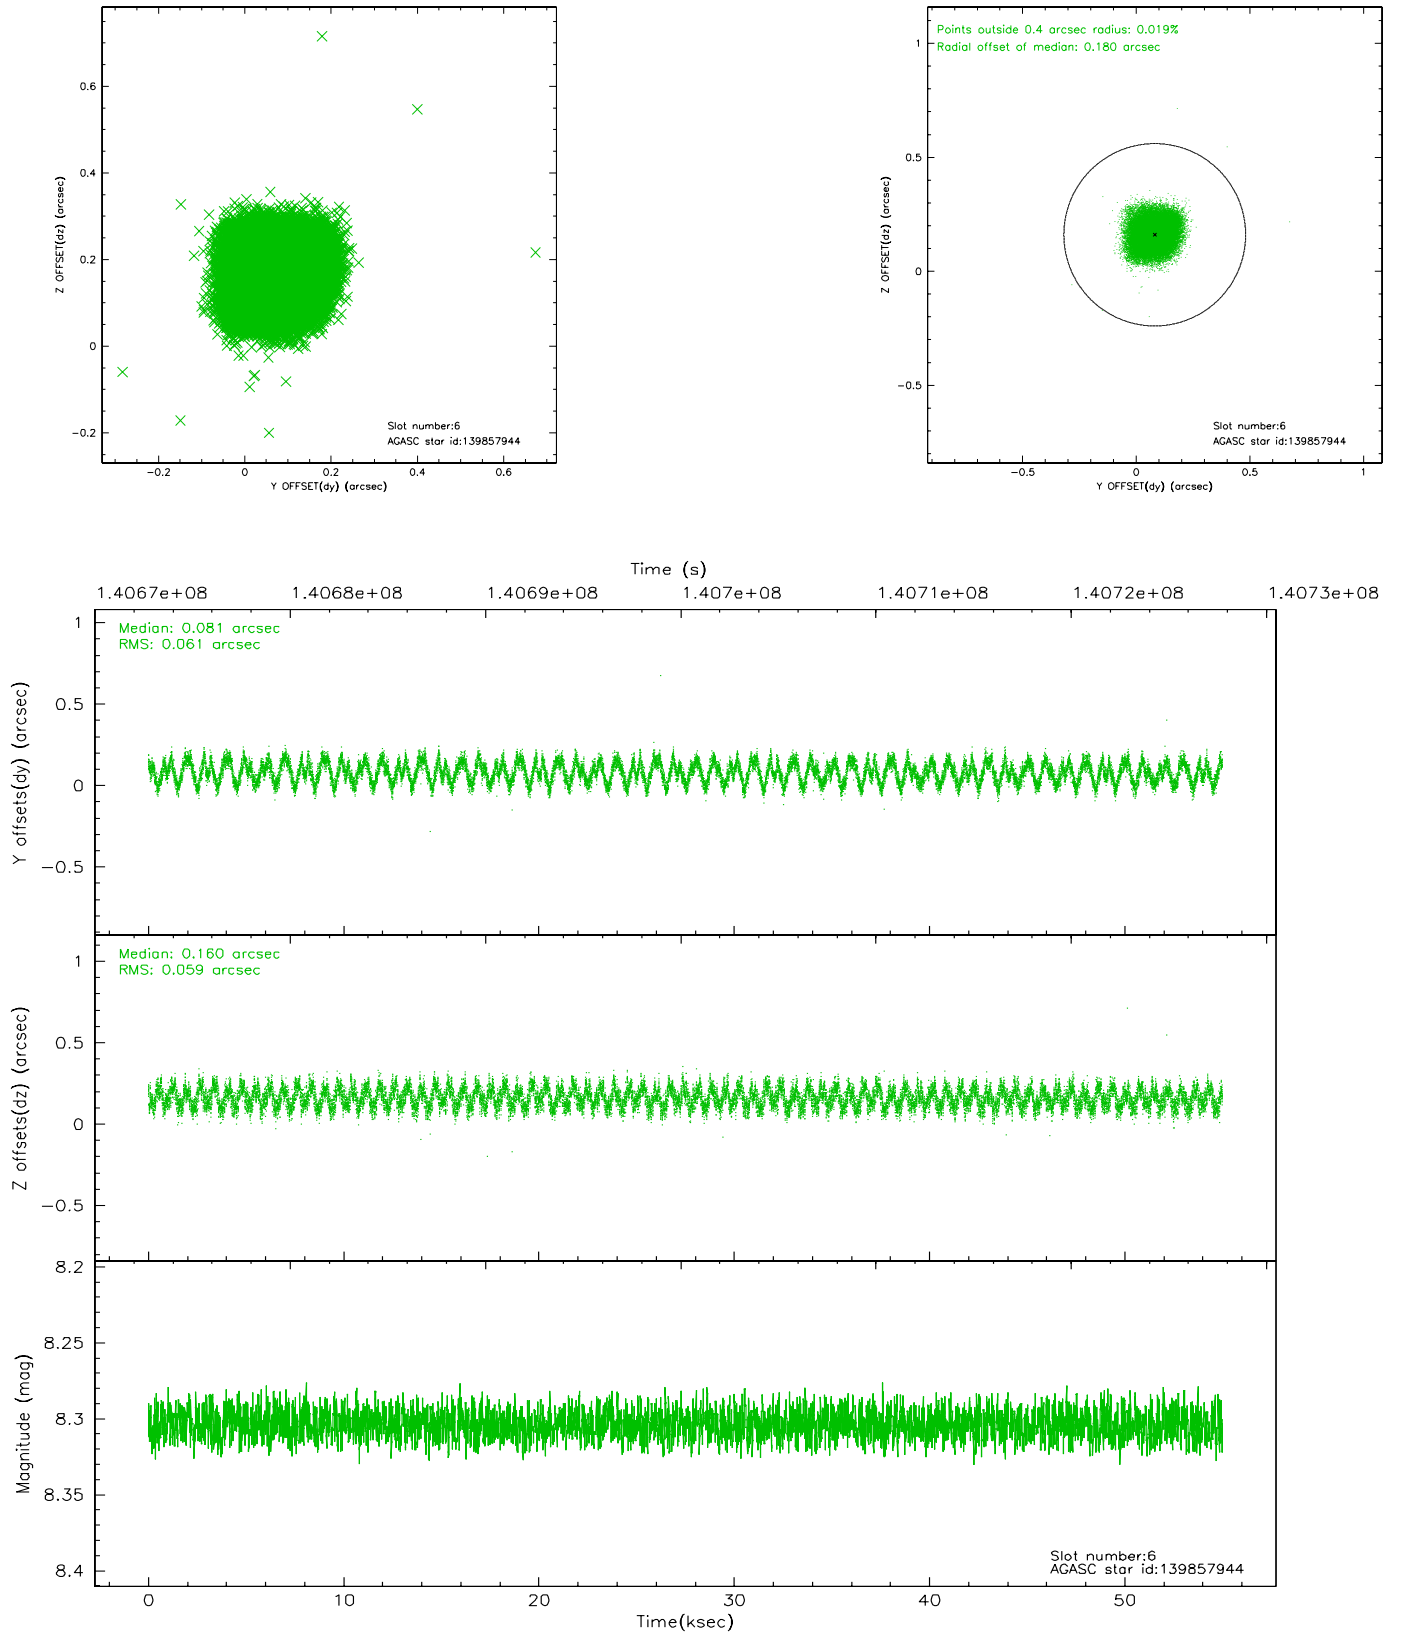 0.6
0.4
0.2
0
−0.2
Z OFFSET(dz) (arcsec)
−0.2 0 0.2 0.4 0.6
Y OFFSET(dy) (arcsec)
Slot number:6
AGASC star id:139857944
Points outside 0.4 arcsec radius: 0.019%
Radial offset of median: 0.180 arcsec
1
0.5
0
−0.5
Z OFFSET(dz) (arcsec)
−0.5 0 0.5 1
Y OFFSET(dy) (arcsec)
Slot number:6
AGASC star id:139857944
Time (s)
1.4067e+08 1.4068e+08 1.4069e+08 1.407e+08 1.4071e+08 1.4072e+08 1.4073e+08
Median: 0.081 arcsec
RMS: 0.061 arcsec
1
0.5
0
−0.5
Y offsets(dy) (arcsec)
Median: 0.160 arcsec
RMS: 0.059 arcsec
1
0.5
0
−0.5
Z offsets(dz) (arcsec)
8.2
8.25
8.3
8.35
8.4
Magnitude (mag)
Slot number:6
AGASC star id:139857944
0 10 20 30 40 50
Time(ksec)